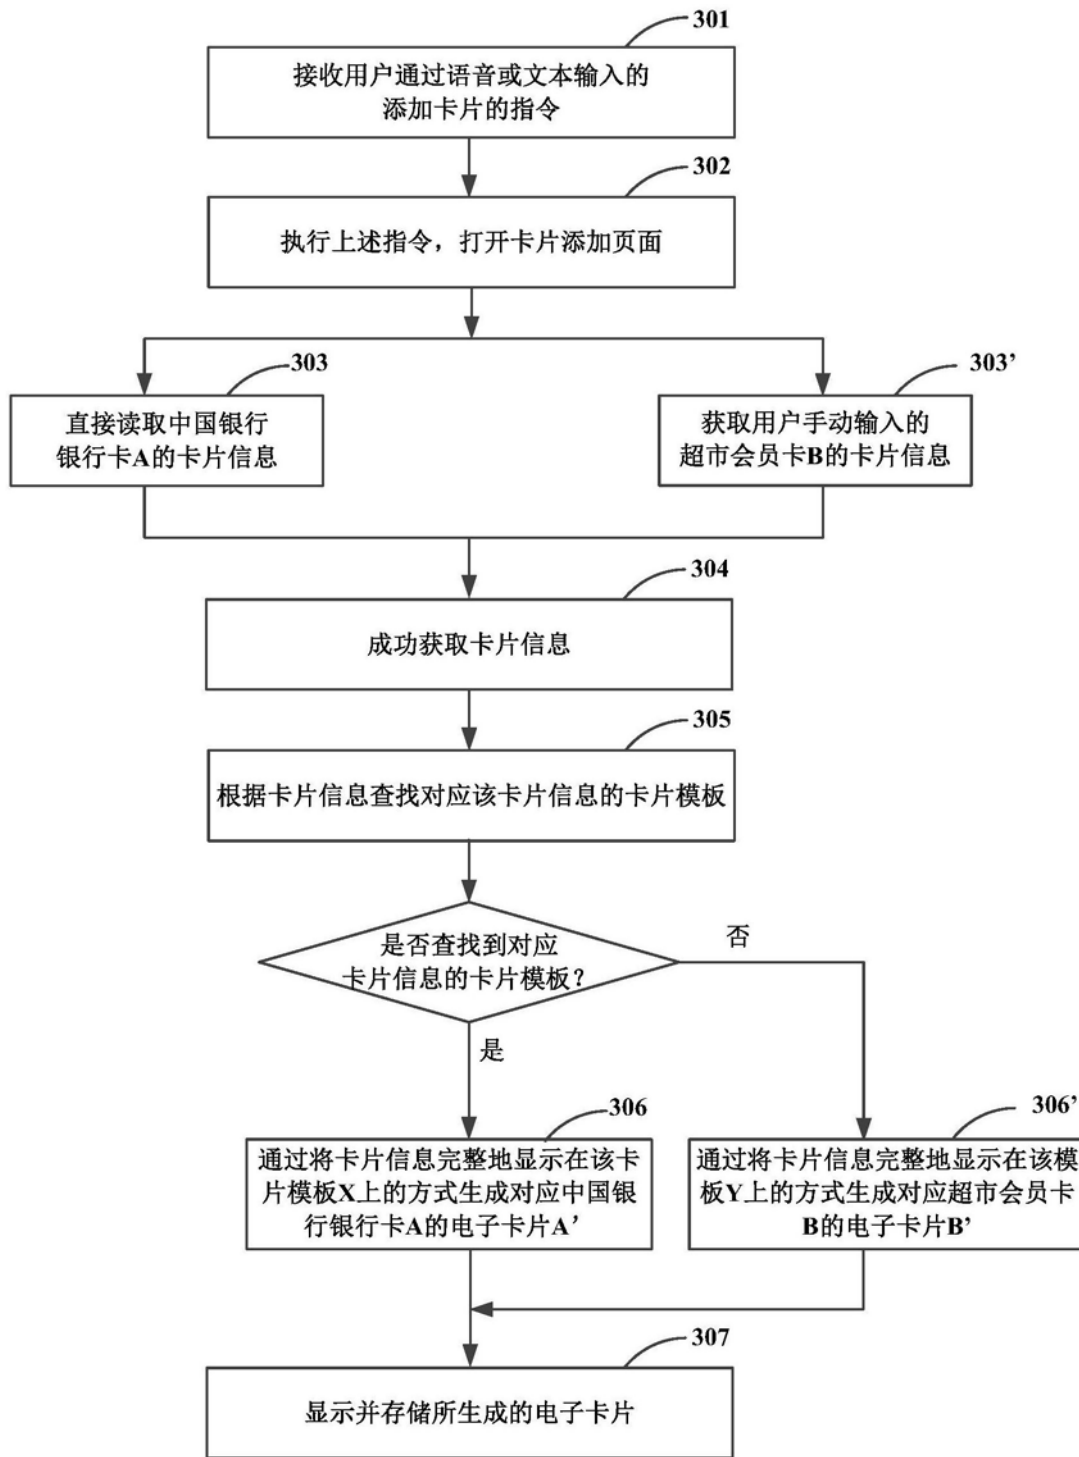 301
接收用户通过语音或文本输入的
添加卡片的指令
302
执行上述指令，打开卡片添加页面
303
直接读取中国银行
银行卡A的卡片信息
303’
获取用户手动输入的
超市会员卡B的卡片信息
304
成功获取卡片信息
305
根据卡片信息查找对应该卡片信息的卡片模板
是否查找到对应
卡片信息的卡片模板？
否
是
306
通过将卡片信息完整地显示在该卡
片模板X上的方式生成对应中国银
行银行卡A的电子卡片A’
306’
通过将卡片信息完整地显示在该模
板Y上的方式生成对应超市会员卡
B的电子卡片B’
307
显示并存储所生成的电子卡片